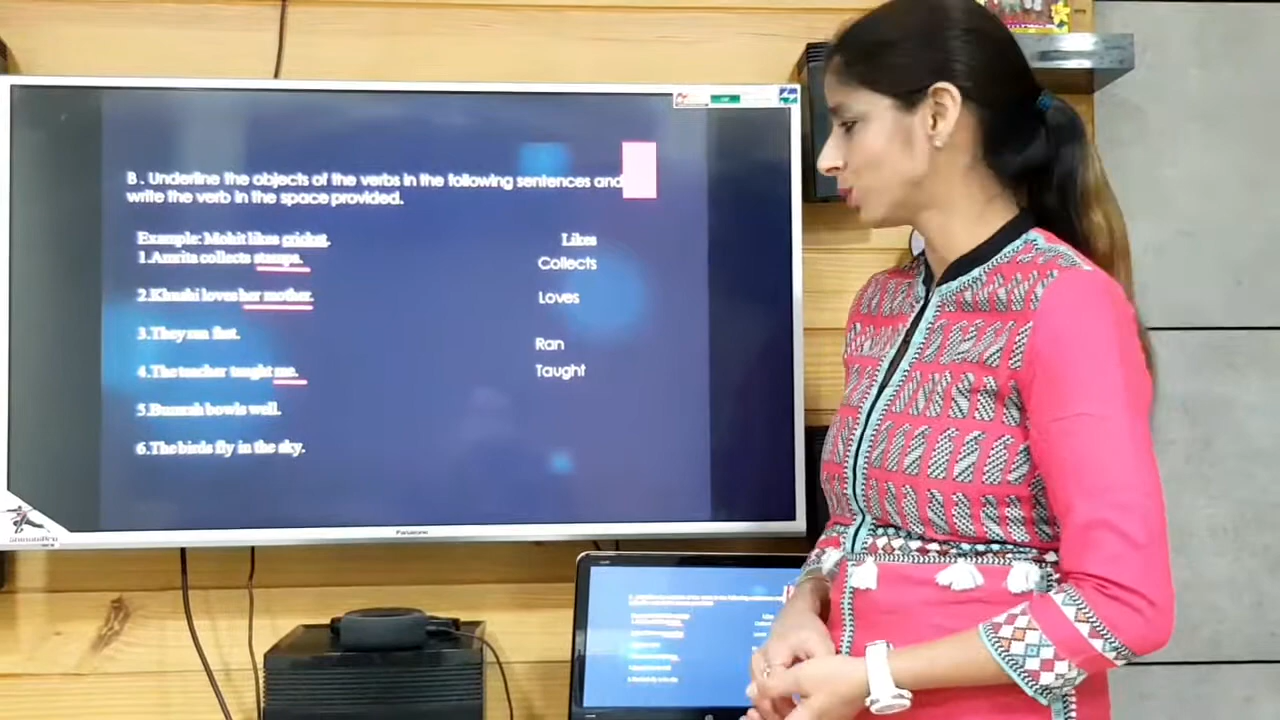 B . Underline the objects of the verbs in the following sentences and
write the verb in the space provided.
Example: Mohit likes cricket. Likes
1.Amrita collects stamps. Collects
2.Khushi loves her mother. Loves
3.They ran fast. Ran
4.The teacher taught me. Taught
5.Bumrah bowls well.
6.The birds fly in the sky.
Panasonic